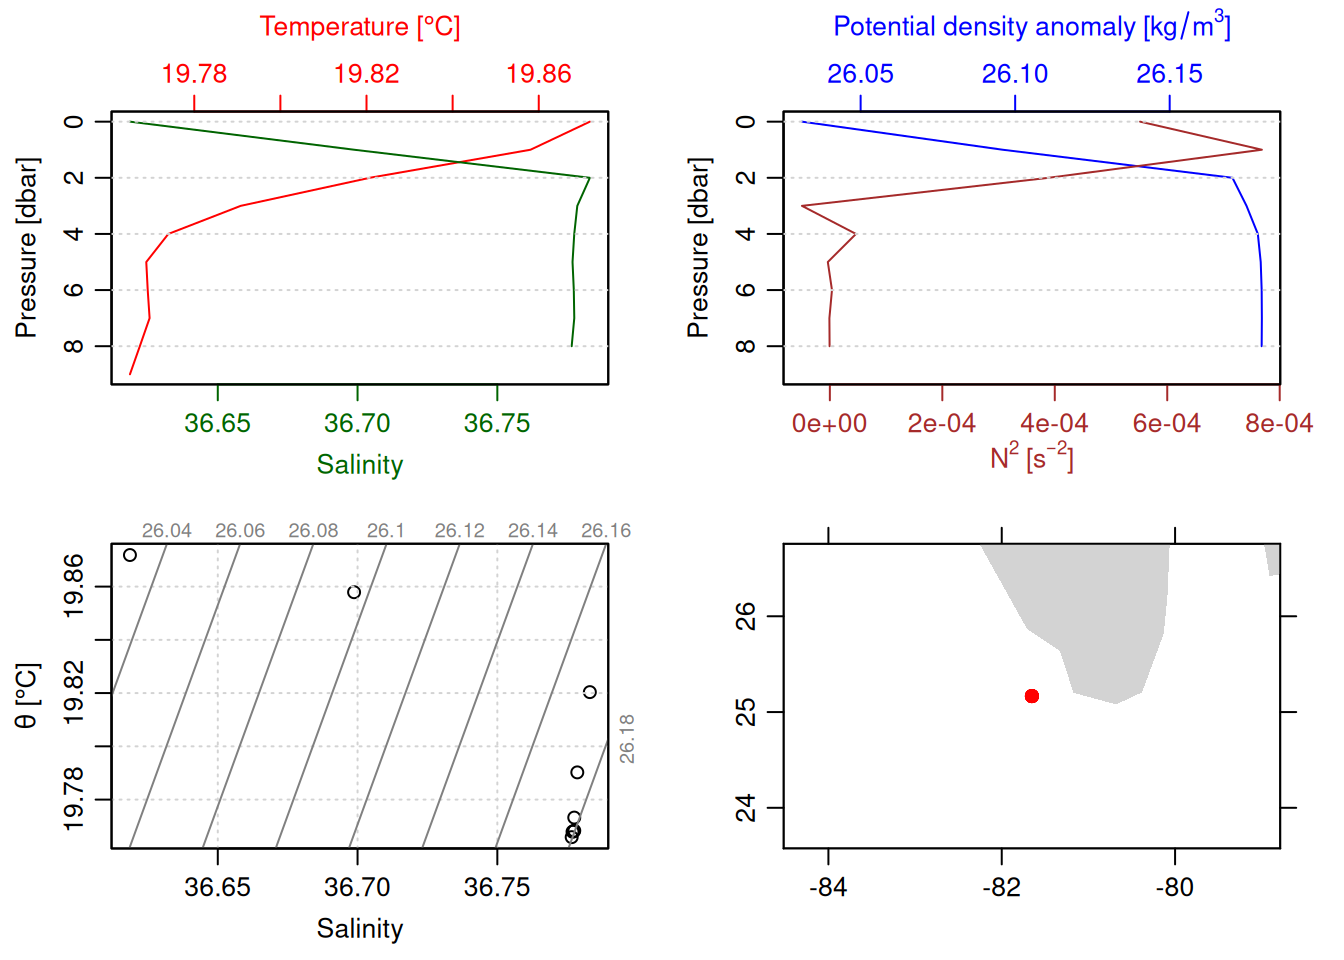 Temperature [°C]
19.78 19.82 19.86
Pressure [dbar]
0
2
4
6
8
36.65 36.70 36.75
Salinity
Potential density anomaly [kg/m³]
26.05 26.10 26.15
Pressure [dbar]
0
2
4
6
8
0e+00 2e-04 4e-04 6e-04 8e-04
N² [s⁻²]
26.04 26.06 26.08 26.1 26.12 26.14 26.16
θ [°C]
19.86
19.82
19.78
26.18
36.65 36.70 36.75
Salinity
26
25
24
-84 -82 -80